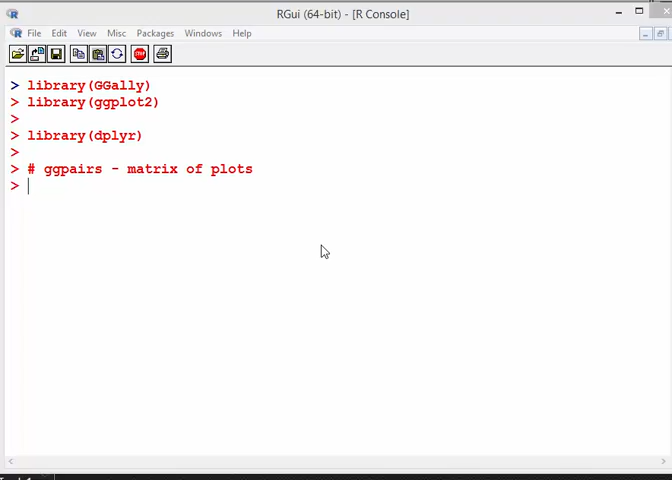 RGui (64-bit) - [R Console]
File Edit View Misc Packages Windows Help
STOP
> library(GGally)
> library(ggplot2)
>
> library(dplyr)
>
> # ggpairs - matrix of plots
>